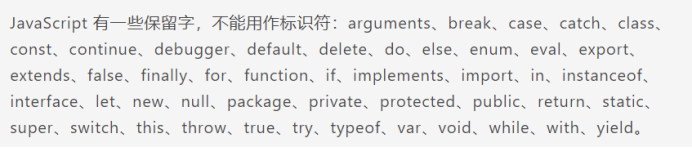 JavaScript 有一些保留字，不能用作标识符：arguments、break、case、catch、class、
const、continue、debugger、default、delete、do、else、enum、eval、export、
extends、false、finally、for、function、if、implements、import、in、instanceof、
interface、let、new、null、package、private、protected、public、return、static、
super、switch、this、throw、true、try、typeof、var、void、while、with、yield。